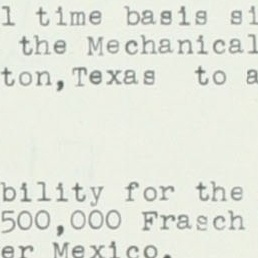 l time basis si
the Mechanical
ton, Texas to a
bility for the
500,000 Frasch
er Mexico.